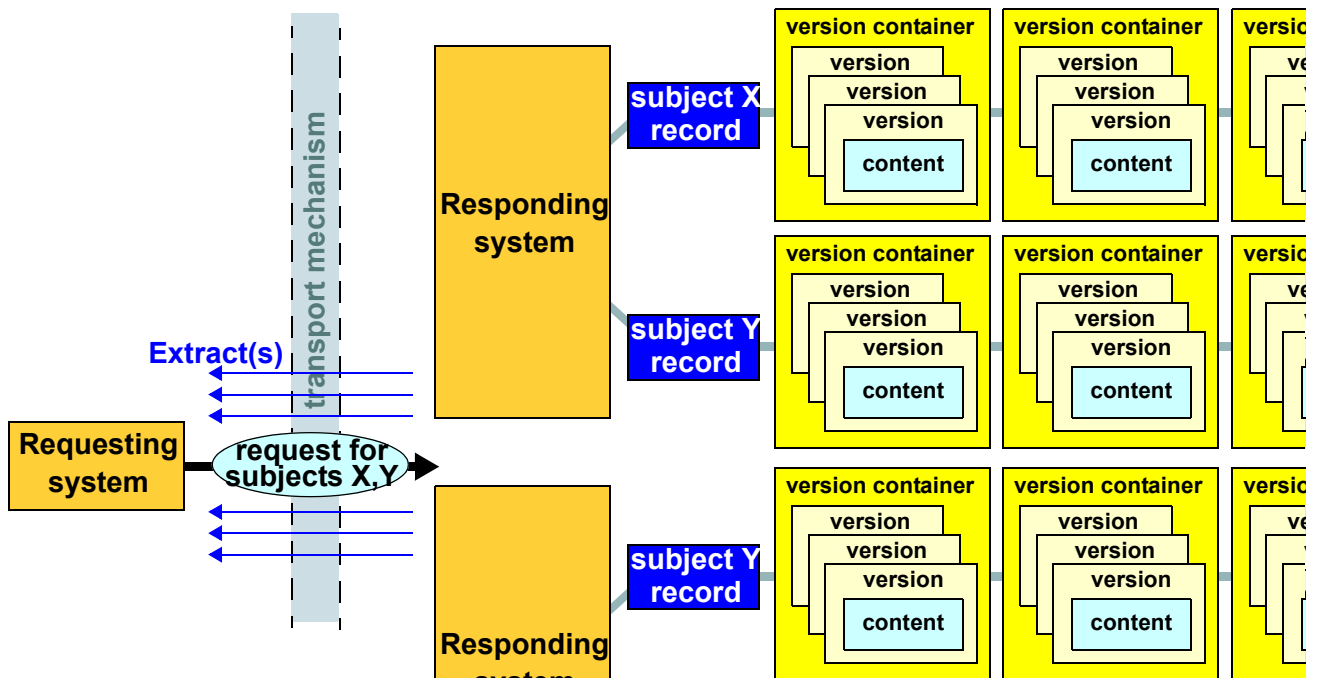 transport mechanism
Extract(s)
Requesting
system
request for
subjects X,Y
Responding
system
subject X
record
version container
version
version
version
content
version container
version
version
version
content
subject Y
record
version container
version
version
version
content
version container
version
version
version
content
Responding
system
subject Y
record
version container
version
version
version
content
version container
version
version
version
content